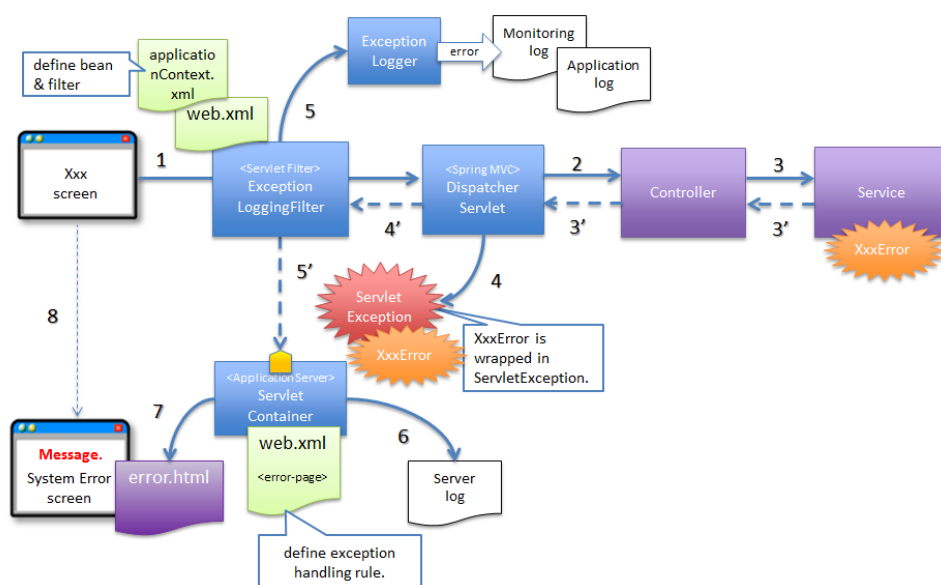 define bean
& filter
applicatio
nContext.
xml
web.xml
5
Exception
Logger
error
Monitoring
log
Application
log
Xxx
screen
1
<Servlet Filter>
Exception
LoggingFilter
4'
<Spring MVC>
Dispatcher
Servlet
2
3'
Controller
3
3'
Service
XxxError
8
5'
4
Servlet
Exception
XxxError
XxxError is
wrapped in
ServletException.
<Application Server>
Servlet
Container
7
6
web.xml
<error-page>
Message.
System Error
screen
error.html
Server
log
define exception
handling rule.